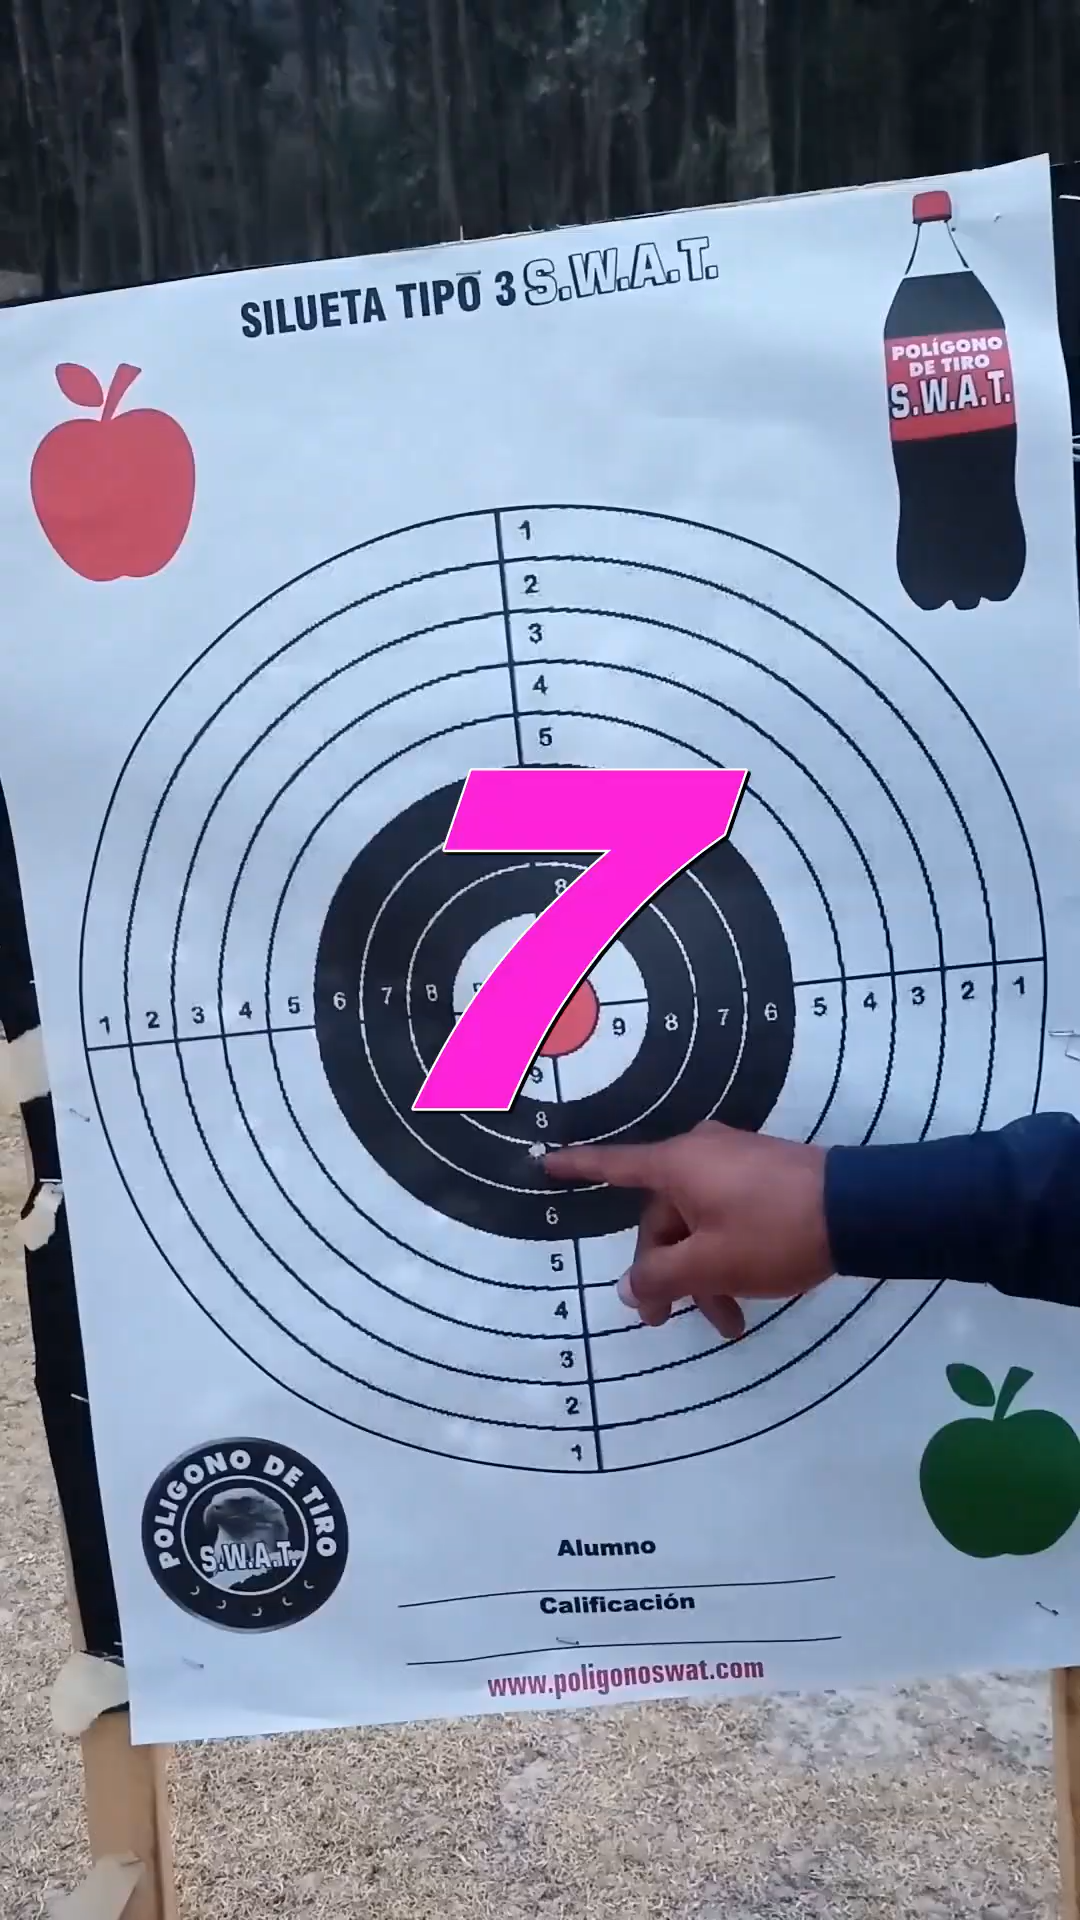 SILUETA TIPO 3 S.W.A.T.
POLÍGONO
DE TIRO
S.W.A.T.
1
2
3
4
5
7
8
1 2 3 4 5 6 7 8
9 8 7 6 5 4 3 2 1
9
8
6
5
4
3
2
1
POLIGONO DE TIRO
S.W.A.T.
Alumno
Calificación
www.poligonoswat.com